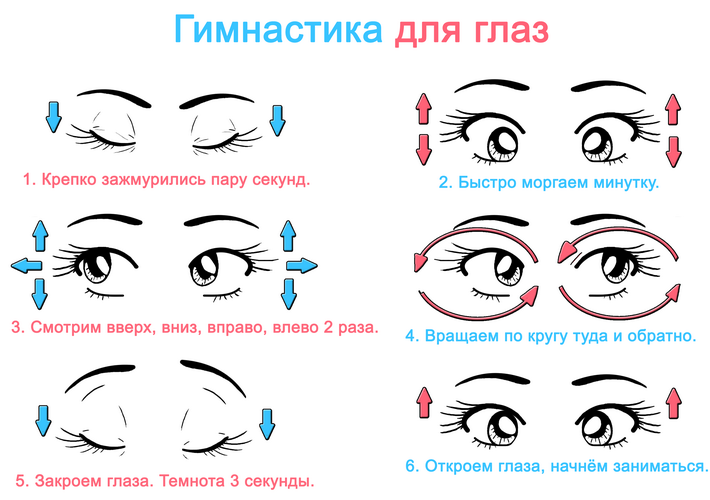 Гимнастика для глаз
1. Крепко зажмурились пару секунд.
2. Быстро моргаем минутку.
3. Смотрим вверх, вниз, вправо, влево 2 раза.
4. Вращаем по кругу туда и обратно.
5. Закроем глаза. Темнота 3 секунды.
6. Откроем глаза, начнём заниматься.